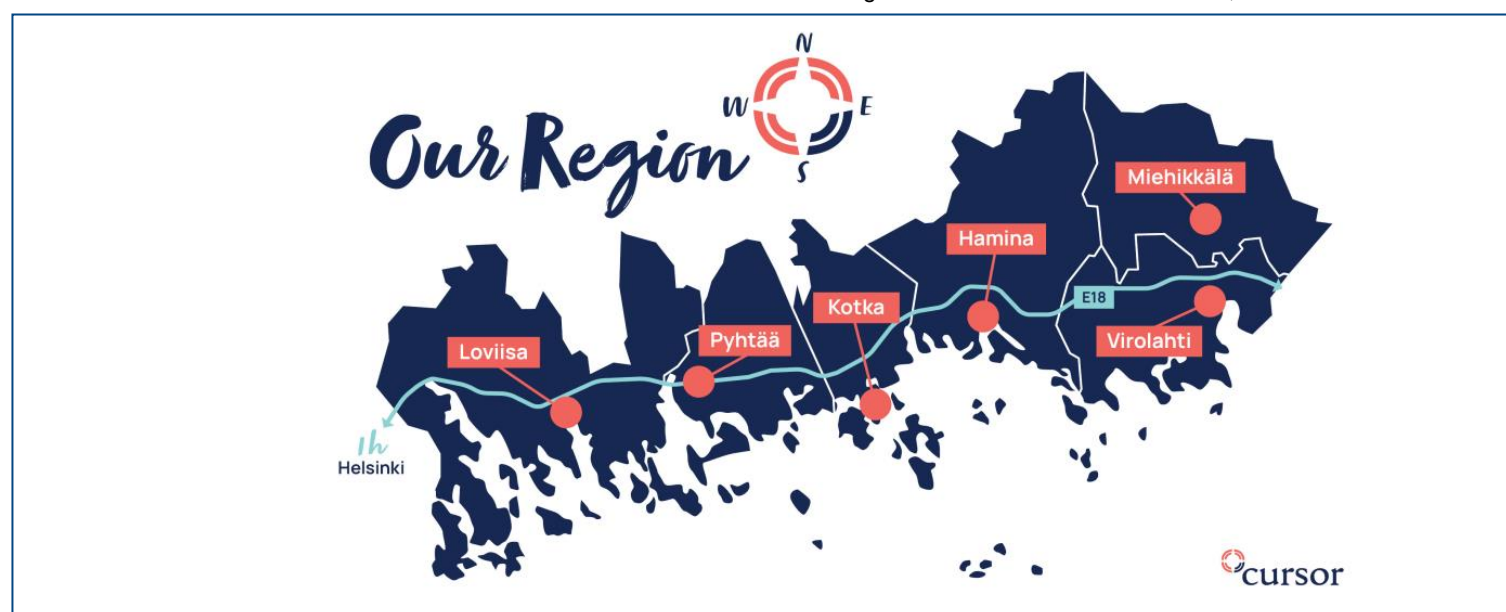 N
W E
S
Our Region
Miehikkälä
Hamina
Kotka
E18
Virolahti
Pyhtää
Loviisa
1h
Helsinki
cursor